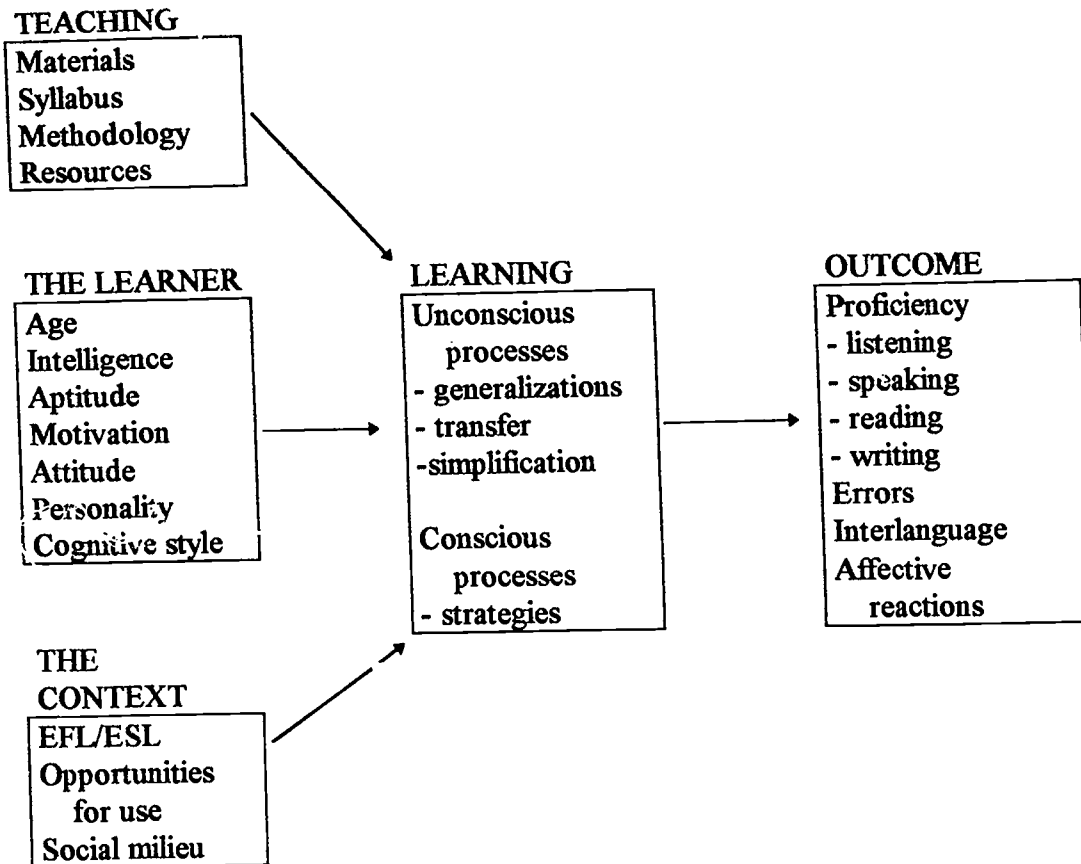 TEACHING
Materials
Syllabus
Methodology
Resources
THE LEARNER
Age
Intelligence
Aptitude
Motivation
Attitude
Personality
Cognitive style
THE
CONTEXT
EFL/ESL
Opportunities
for use
Social milieu
LEARNING
Unconscious
processes
- generalizations
- transfer
-simplification
Conscious
processes
- strategies
OUTCOME
Proficiency
- listening
- speaking
- reading
- writing
Errors
Interlanguage
Affective
reactions